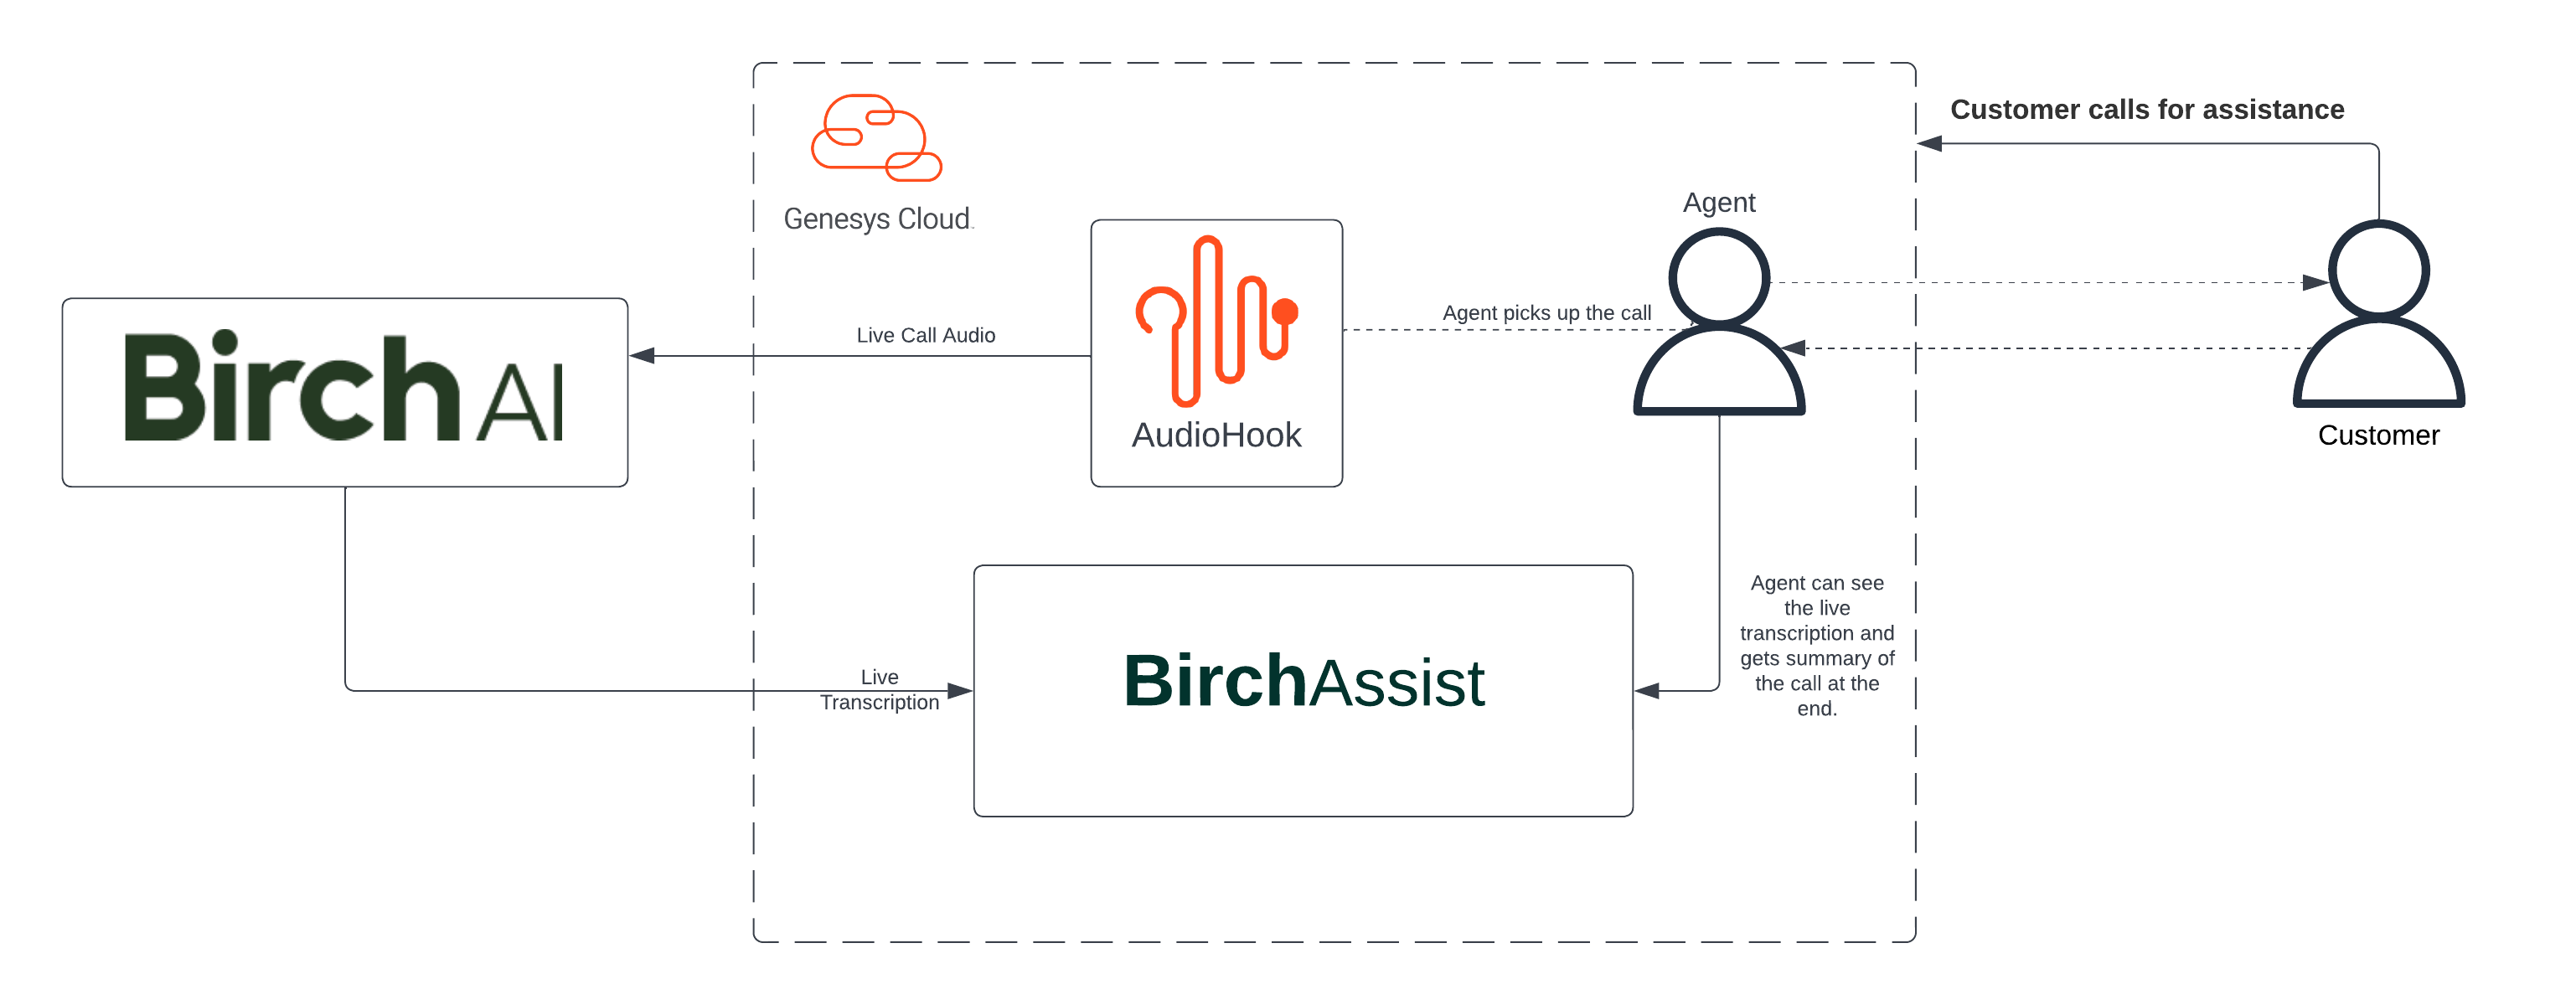 Customer calls for assistance
Genesys Cloud
Agent
Agent picks up the call
Live Call Audio
Birch AI
AudioHook
Customer
Agent can see
the live
transcription and
gets summary of
the call at the
end.
Live
Transcription
BirchAssist